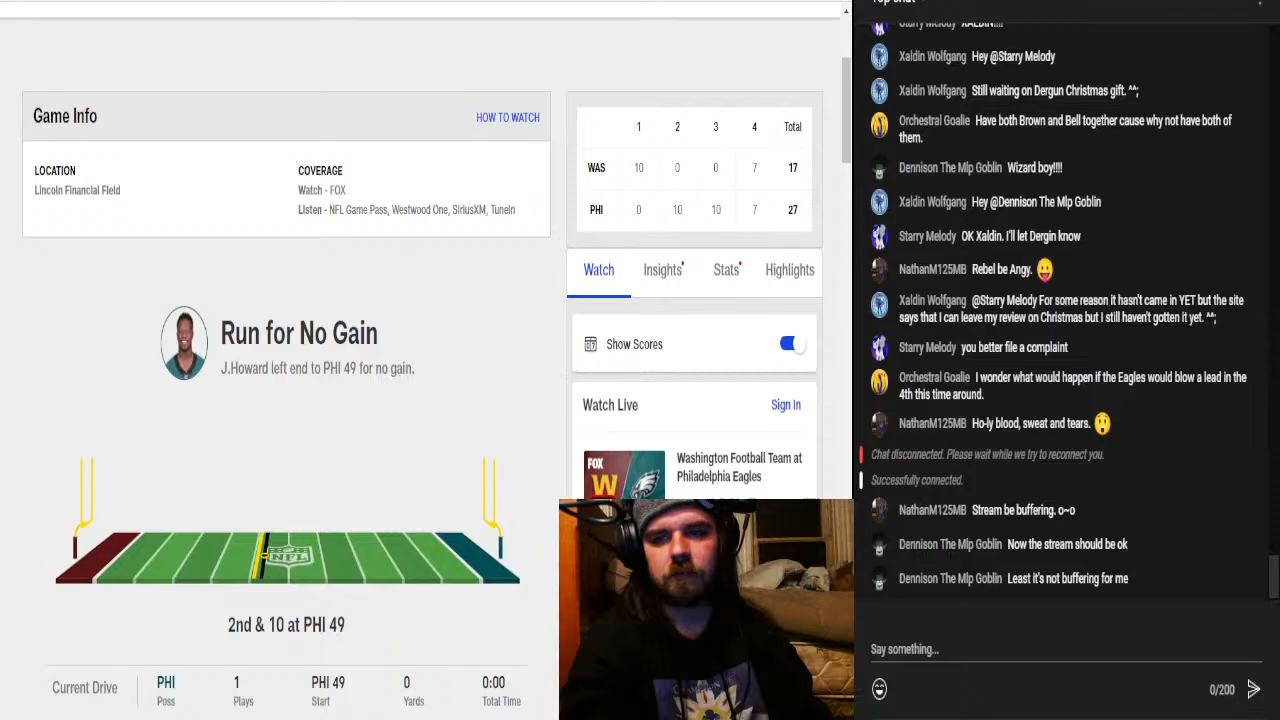 Game Info
HOW TO WATCH
LOCATION
Lincoln Financial Field
COVERAGE
Watch - FOX
Listen - NFL Game Pass, Westwood One, SiriusXM, TuneIn
1 2 3 4 Total
WAS 10 0 0 7 17
PHI 0 10 10 7 27
Watch Insights Stats Highlights
Show Scores
Watch Live
Sign In
FOX
W
Washington Football Team at
Philadelphia Eagles
Run for No Gain
J.Howard left end to PHI 49 for no gain.
NFL
2nd & 10 at PHI 49
Current Drive
PHI 1 PHI 49 0 0:00
Poss Plays Start Yards Total Time
Starry Melody XALDIN!!!!
Xaldin Wolfgang Hey @Starry Melody
Xaldin Wolfgang Still waiting on Dergun Christmas gift. ^^;
Orchestral Goalie Have both Brown and Bell together cause why not have both of
them.
Dennison The Mlp Goblin Wizard boy!!!!
Xaldin Wolfgang Hey @Dennison The Mlp Goblin
Starry Melody OK Xaldin. I'll let Dergin know
NathanM125MB Rebel be Angy. 😛
Xaldin Wolfgang @Starry Melody For some reason it hasn't came in YET but the site
says that I can leave my review on Christmas but I still haven't gotten it yet. ^^;
Starry Melody you better file a complaint
Orchestral Goalie I wonder what would happen if the Eagles would blow a lead in the
4th this time around.
NathanM125MB Ho-ly blood, sweat and tears. 😲
Chat disconnected. Please wait while we try to reconnect you.
Successfully connected.
NathanM125MB Stream be buffering. o~o
Dennison The Mlp Goblin Now the stream should be ok
Dennison The Mlp Goblin Least it's not buffering for me
Say something...
0/200